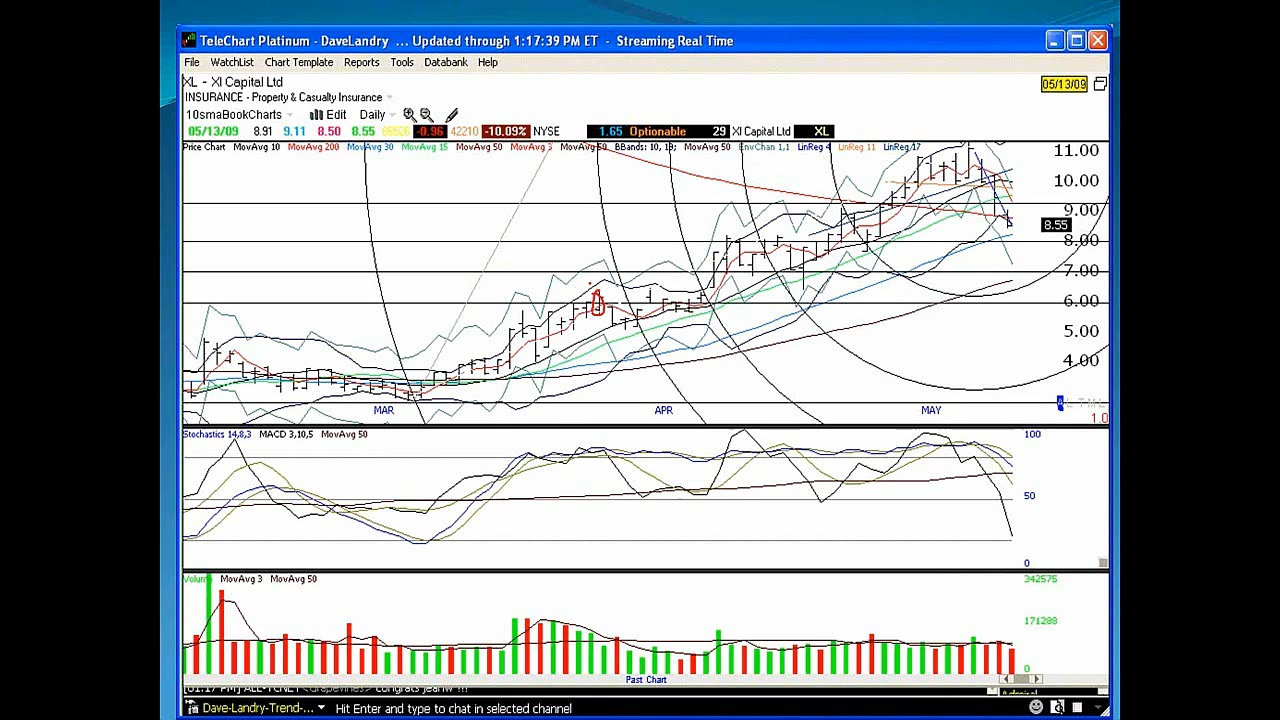 TeleChart Platinum - DaveLandry ... Updated through 1:17:39 PM ET - Streaming Real Time
File WatchList Chart Template Reports Tools Databank Help
XL - Xl Capital Ltd
05/13/09
INSURANCE - Property & Casualty Insurance
10smaBookCharts Edit Daily
05/13/09 8.91 9.11 8.50 8.55 -0.96 42210 -10.09% NYSE 1.65 Optionable 29 Xl Capital Ltd XL
Price Chart MovAvg 10 MovAvg 200 MovAvg 30 MovAvg 15 MovAvg 50 MovAvg 3 MovAvg 50 BBands: 10, 19; MovAvg 50 EnvChan 1,1 LinReg 4 LinReg 11 LinReg 17
11.00
10.00
9.00
8.55
8.00
7.00
6.00
5.00
4.00
MAR APR MAY
1.0
Stochastics 14,8,3 MACD 3,10,5 MovAvg 50
100
50
0
Volum MovAvg 3 MovAvg 50
342575
171288
0
Past Chart
Dave-Landry-Trend-... Hit Enter and type to chat in selected channel